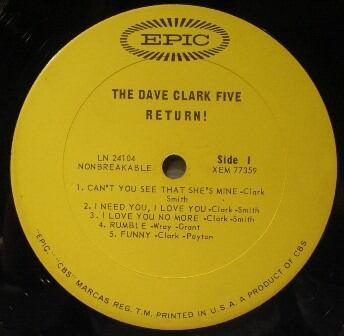 EPIC
THE DAVE CLARK FIVE
RETURN!
LN 24104
NONBREAKABLE
Side 1
XEM 77359
1. CAN'T YOU SEE THAT SHE'S MINE -Clark
Smith
2. I NEED YOU, I LOVE YOU -Clark -Smith
3. I LOVE YOU NO MORE -Clark -Smith
4. RUMBLE -Wray -Grant
5. FUNNY -Clark -Payton
"EPIC," "CBS" MARCAS REG. T.M. PRINTED IN U.S.A. A PRODUCT OF CBS